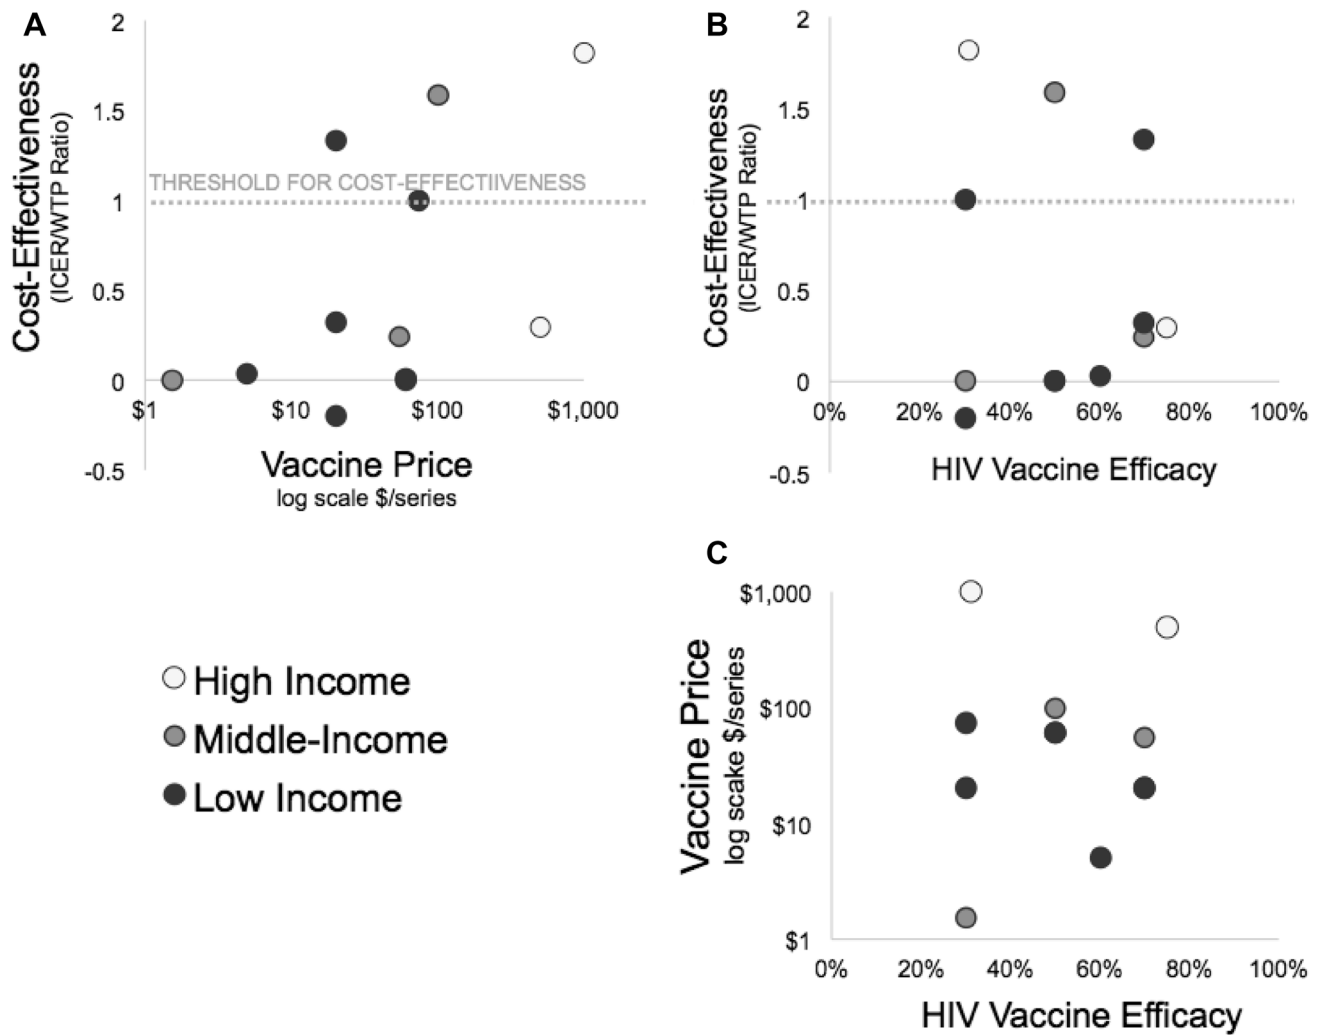 A
Cost-Effectiveness
(ICER/WTP Ratio)
2
1.5
1
0.5
0
-0.5
THRESHOLD FOR COST-EFFECTIIVENESS
$1
$10
$100
$1,000
Vaccine Price
log scale $/series
B
Cost-Effectiveness
(ICER/WTP Ratio)
2
1.5
1
0.5
0
-0.5
0%
20%
40%
60%
80%
100%
HIV Vaccine Efficacy
High Income
Middle-Income
Low Income
C
Vaccine Price
log scake $/series
$1,000
$100
$10
$1
0%
20%
40%
60%
80%
100%
HIV Vaccine Efficacy